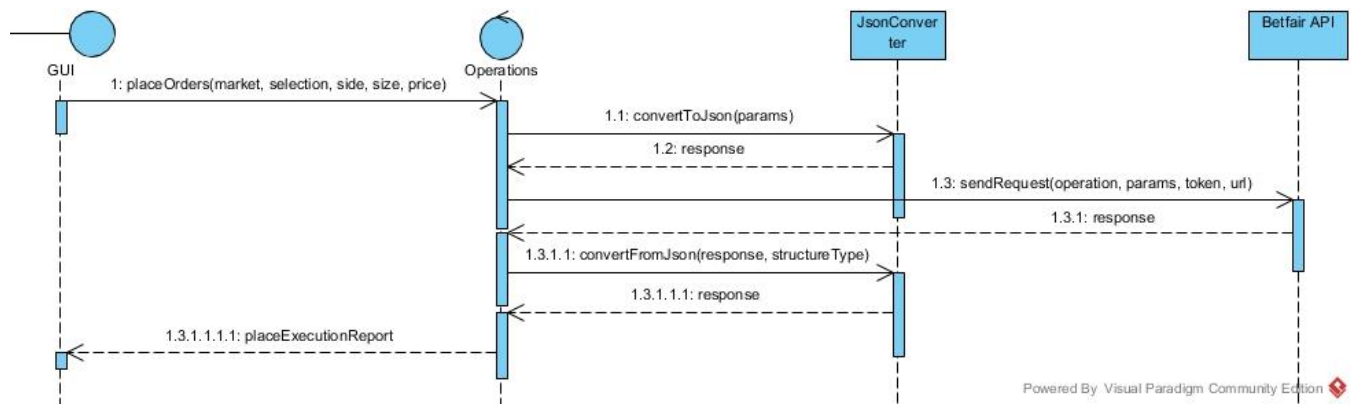 JsonConver
ter
Betfair API
GUI
Operations
1: placeOrders(market, selection, side, size, price)
1.1: convertToJson(params)
1.2: response
1.3: sendRequest(operation, params, token, url)
1.3.1: response
1.3.1.1: convertFromJson(response, structureType)
1.3.1.1.1: response
1.3.1.1.1.1: placeExecutionReport
Powered By Visual Paradigm Community Edition